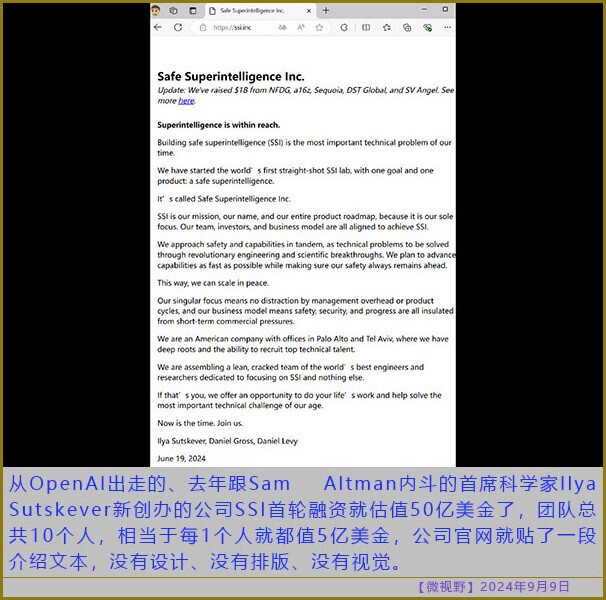 Safe Superintelligence Inc.
https://ssi.inc
Safe Superintelligence Inc.
Update: We've raised $1B from NFDG, a16z, Sequoia, DST Global, and SV Angel. See
more here.
Superintelligence is within reach.
Building safe superintelligence (SSI) is the most important technical problem of our
time.
We have started the world's first straight-shot SSI lab, with one goal and one
product: a safe superintelligence.
It's called Safe Superintelligence Inc.
SSI is our mission, our name, and our entire product roadmap, because it is our sole
focus. Our team, investors, and business model are all aligned to achieve SSI.
We approach safety and capabilities in tandem, as technical problems to be solved
through revolutionary engineering and scientific breakthroughs. We plan to advance
capabilities as fast as possible while making sure our safety always remains ahead.
This way, we can scale in peace.
Our singular focus means no distraction by management overhead or product
cycles, and our business model means safety, security, and progress are all insulated
from short-term commercial pressures.
We are an American company with offices in Palo Alto and Tel Aviv, where we have
deep roots and the ability to recruit top technical talent.
We are assembling a lean, cracked team of the world's best engineers and
researchers dedicated to focusing on SSI and nothing else.
If that's you, we offer an opportunity to do your life's work and help solve the
most important technical challenge of our age.
Now is the time. Join us.
Ilya Sutskever, Daniel Gross, Daniel Levy
June 19, 2024
从OpenAI出走的、去年跟Sam Altman内斗的首席科学家Ilya
Sutskever新创办的公司SSI首轮融资就估值50亿美金了，团队总
共10个人，相当于每1个人就都值5亿美金，公司官网就贴了一段
介绍文本，没有设计、没有排版、没有视觉。
【微视野】2024年9月9日